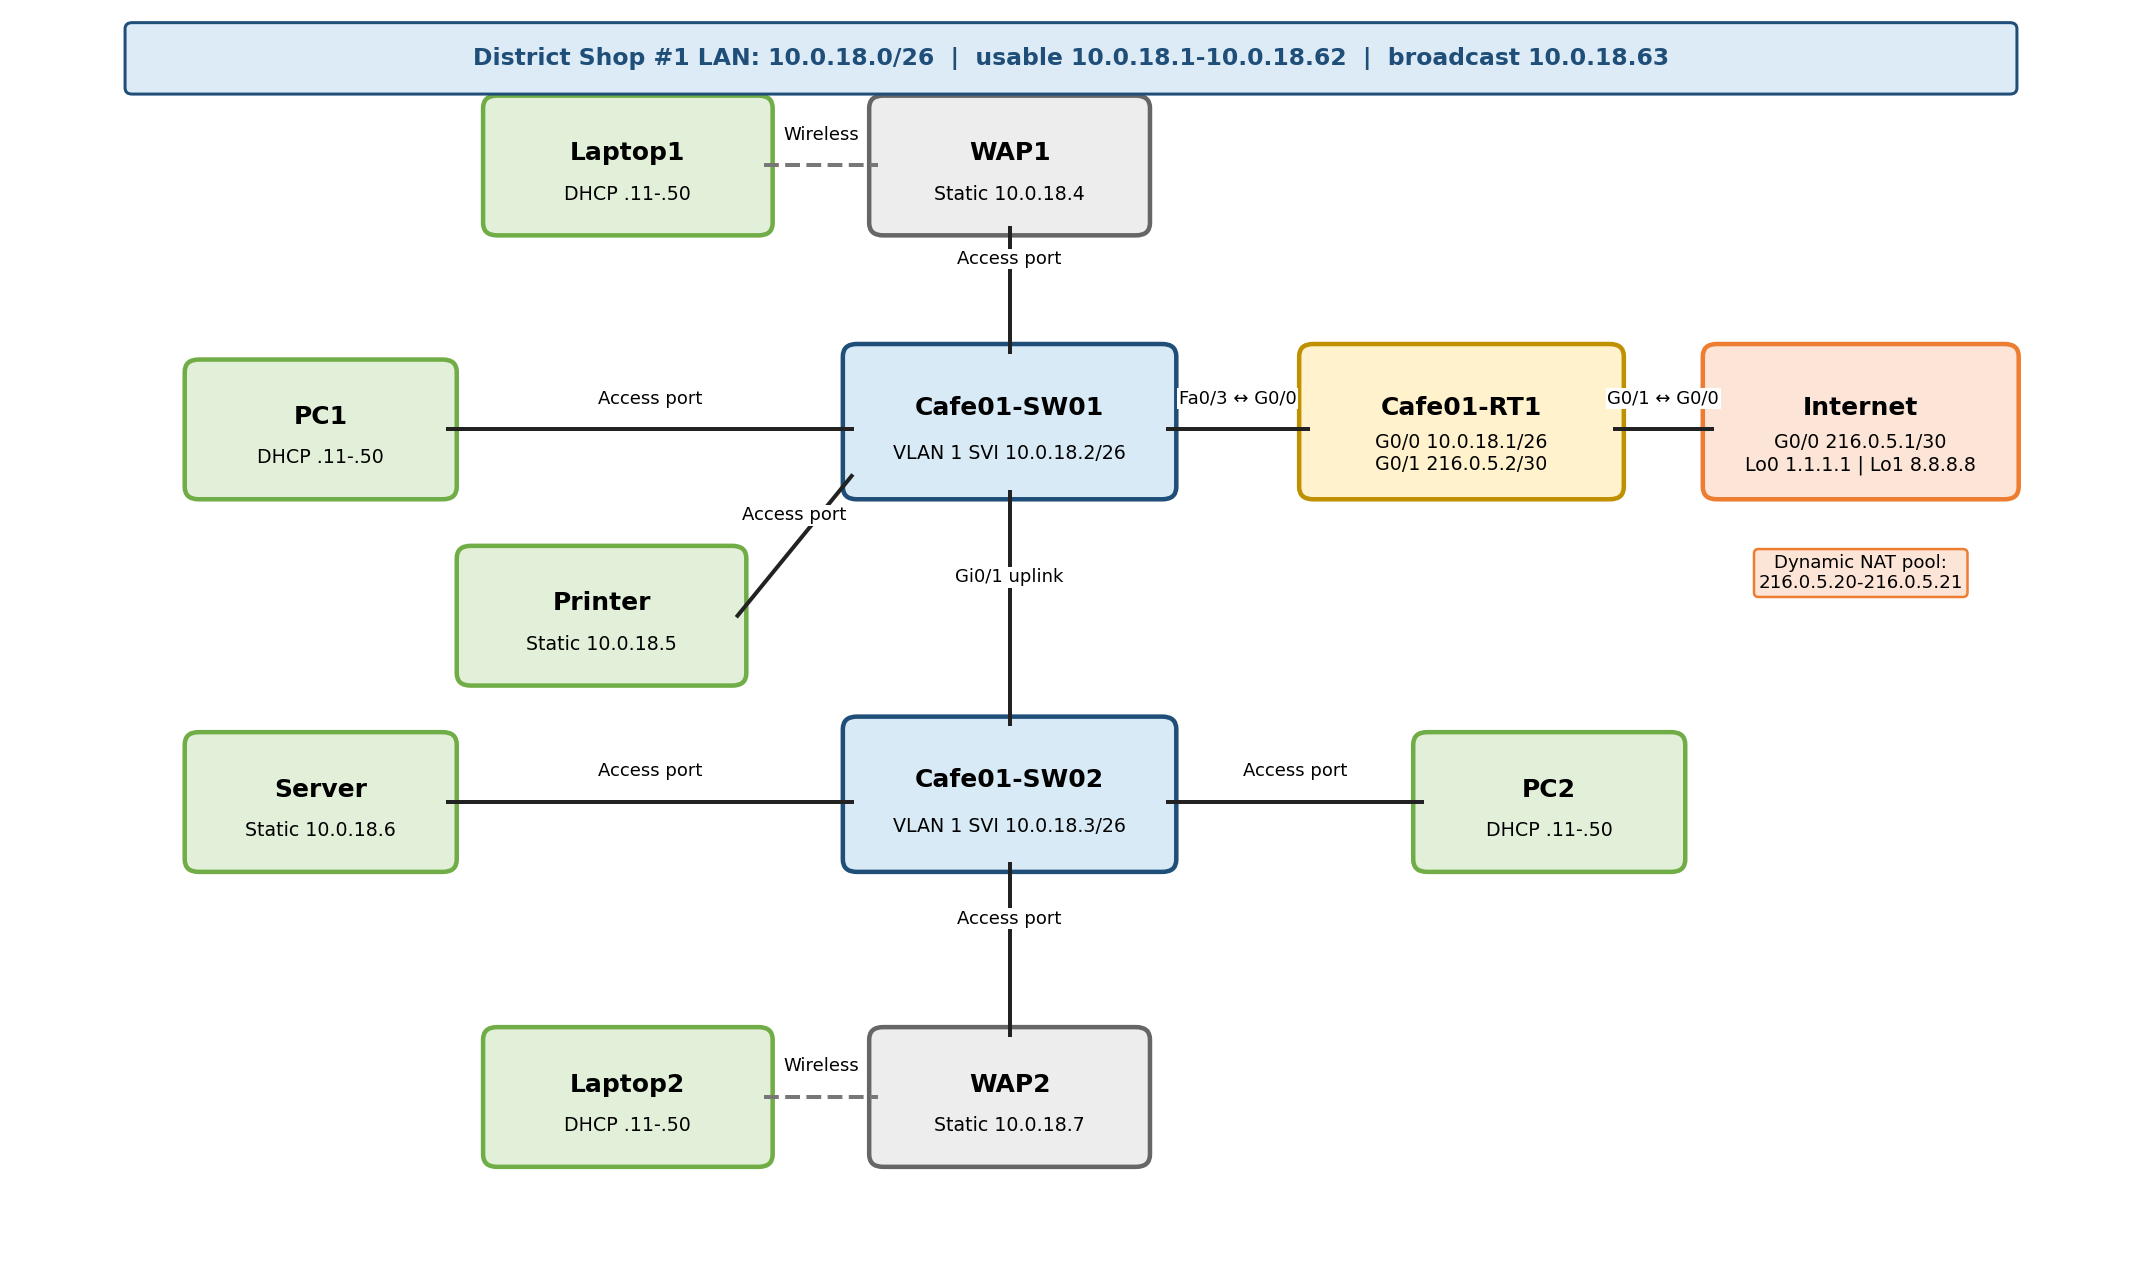 District Shop #1 LAN: 10.0.18.0/26 | usable 10.0.18.1-10.0.18.62 | broadcast 10.0.18.63
Laptop1
DHCP .11-.50
Wireless
WAP1
Static 10.0.18.4
Access port
PC1
DHCP .11-.50
Access port
Cafe01-SW01
VLAN 1 SVI 10.0.18.2/26
Fa0/3 ↔ G0/0
Cafe01-RT1
G0/0 10.0.18.1/26
G0/1 216.0.5.2/30
G0/1 ↔ G0/0
Internet
G0/0 216.0.5.1/30
Lo0 1.1.1.1 | Lo1 8.8.8.8
Access port
Printer
Static 10.0.18.5
Gi0/1 uplink
Dynamic NAT pool:
216.0.5.20-216.0.5.21
Server
Static 10.0.18.6
Access port
Cafe01-SW02
VLAN 1 SVI 10.0.18.3/26
Access port
PC2
DHCP .11-.50
Access port
Laptop2
DHCP .11-.50
Wireless
WAP2
Static 10.0.18.7